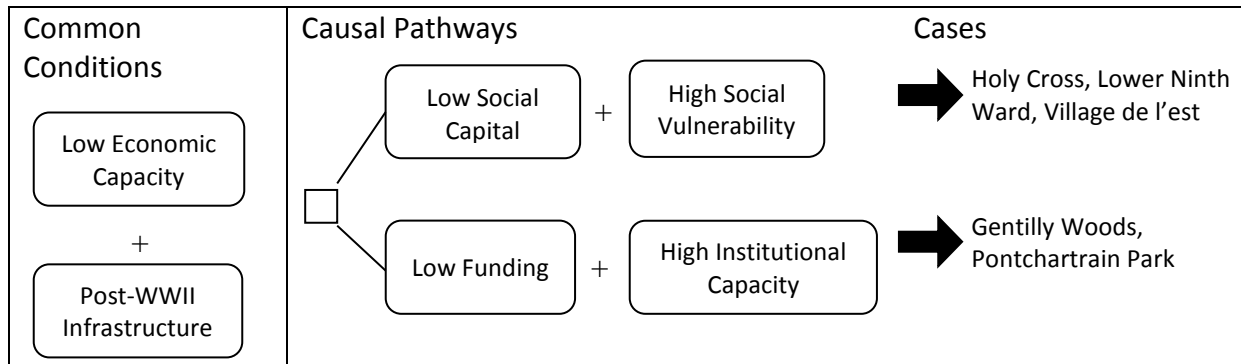 Common
Conditions
Low Economic
Capacity
+
Post-WWII
Infrastructure
Causal Pathways
Low Social
Capital
+
High Social
Vulnerability
Low Funding
+
High Institutional
Capacity
Cases
Holy Cross, Lower Ninth
Ward, Village de l’est
Gentilly Woods,
Pontchartrain Park